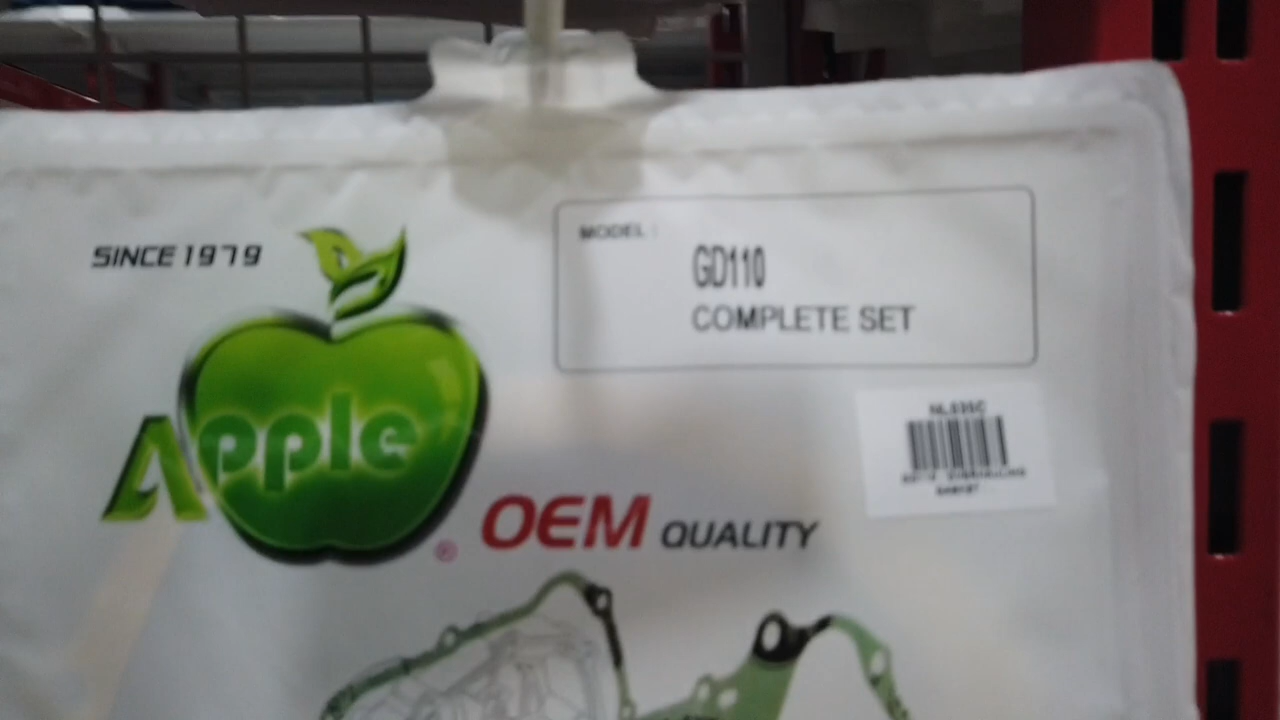 SINCE 1979
MODEL :
GD110
COMPLETE SET
Apple
®
OEM QUALITY